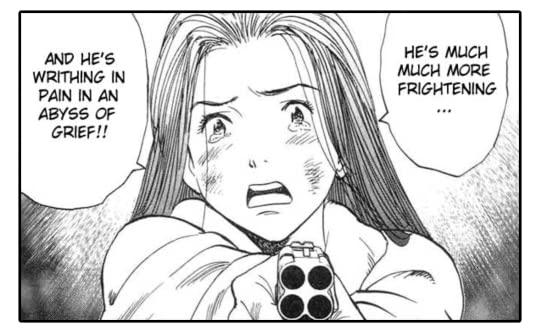 HE'S MUCH
MUCH MORE
FRIGHTENING
...
AND HE'S
WRITHING IN
PAIN IN AN
ABYSS OF
GRIEF!!